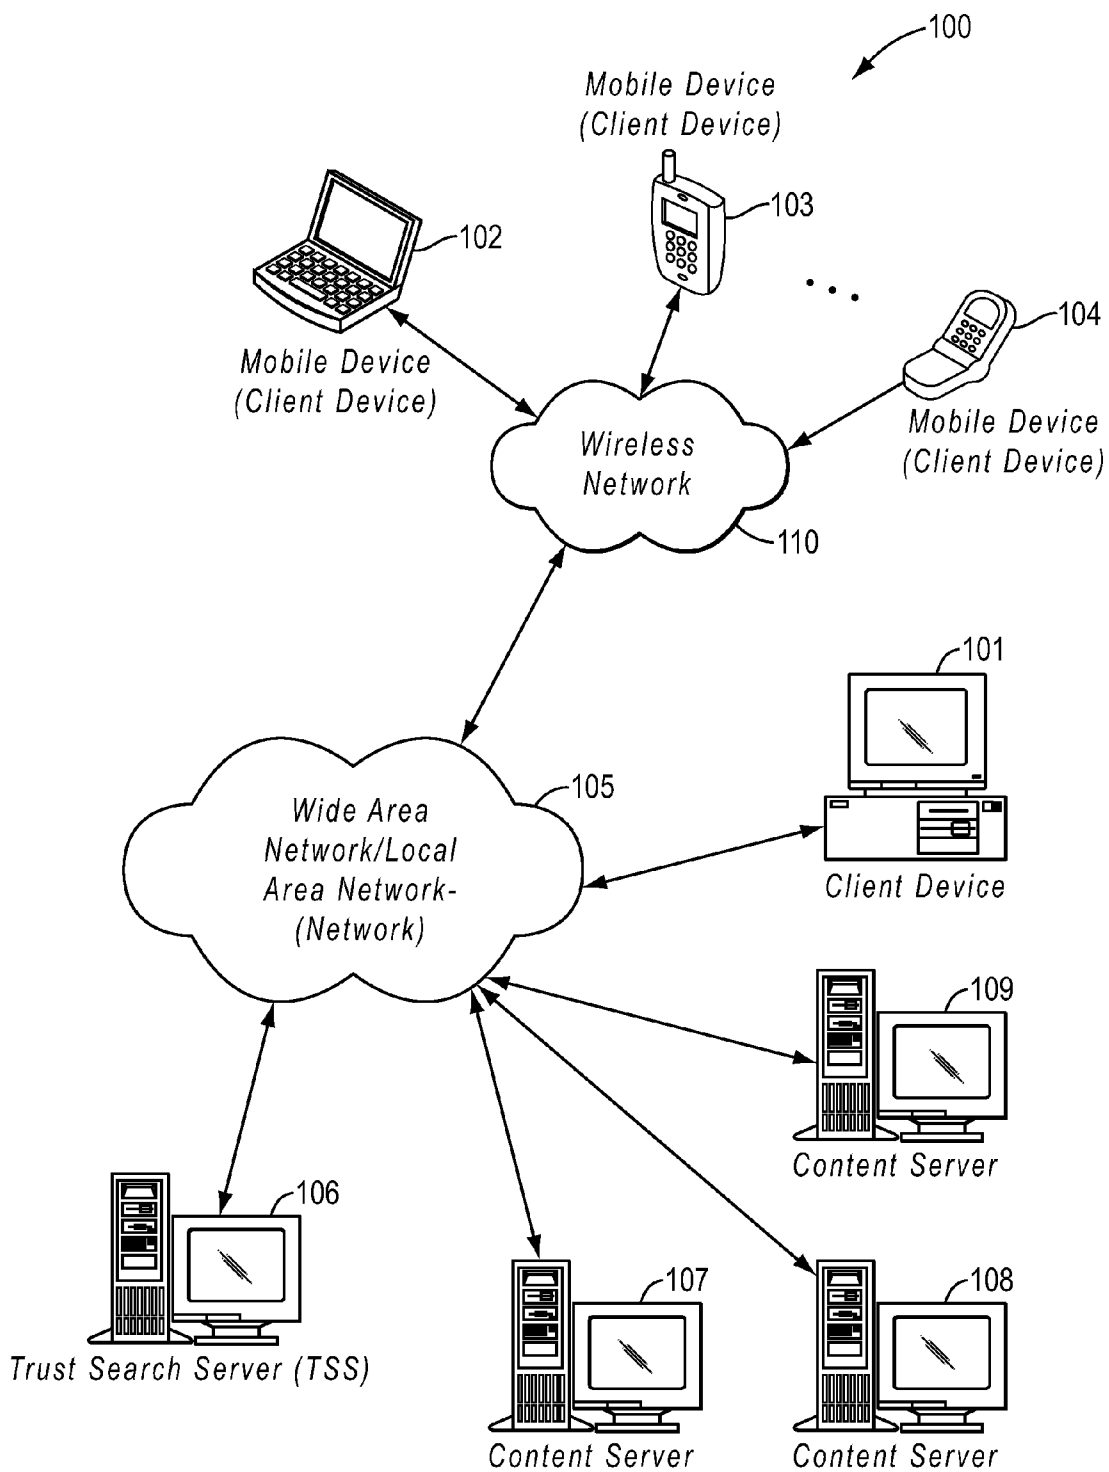 100
Mobile Device
(Client Device)
103
102
Mobile Device
(Client Device)
104
Mobile Device
(Client Device)
Wireless
Network
110
101
Client Device
105
Wide Area
Network/Local
Area Network-
(Network)
109
Content Server
106
Trust Search Server (TSS)
107
Content Server
108
Content Server